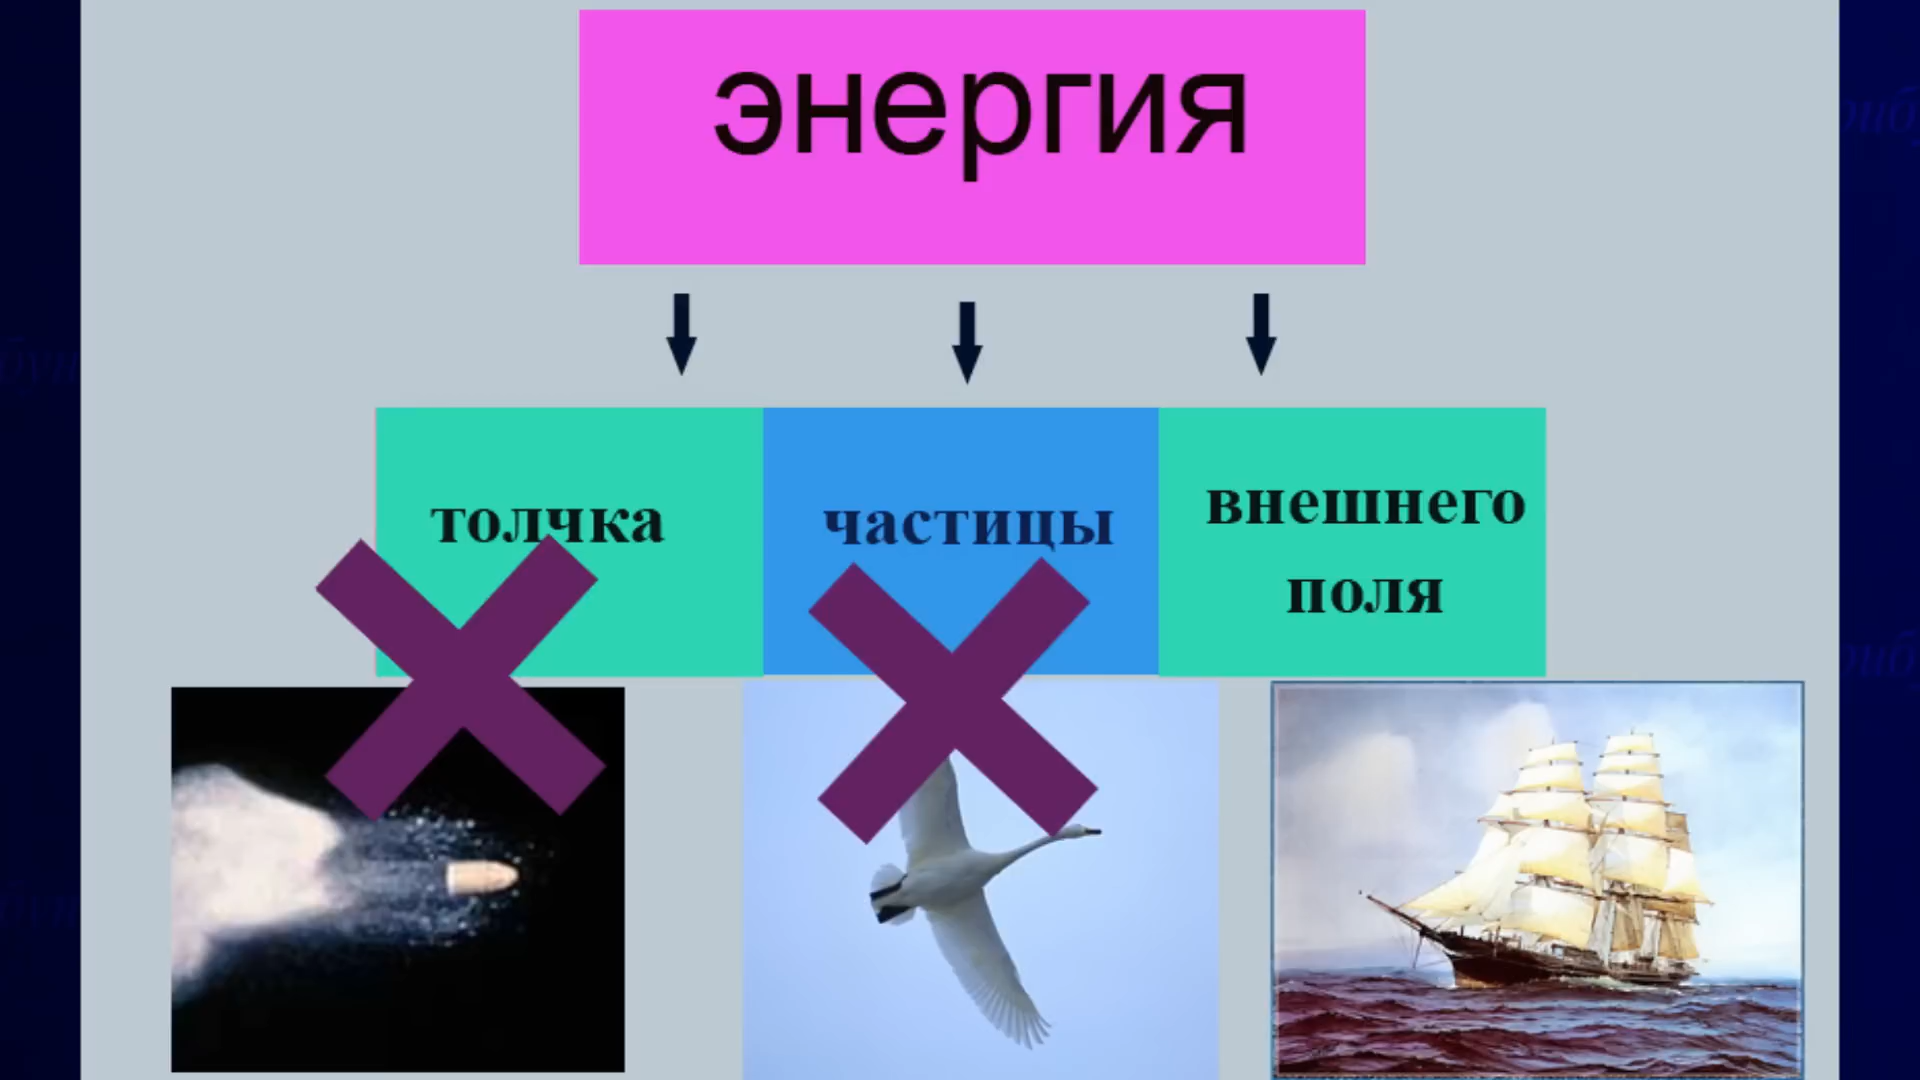 энергия
толчка
частицы
внешнего
поля